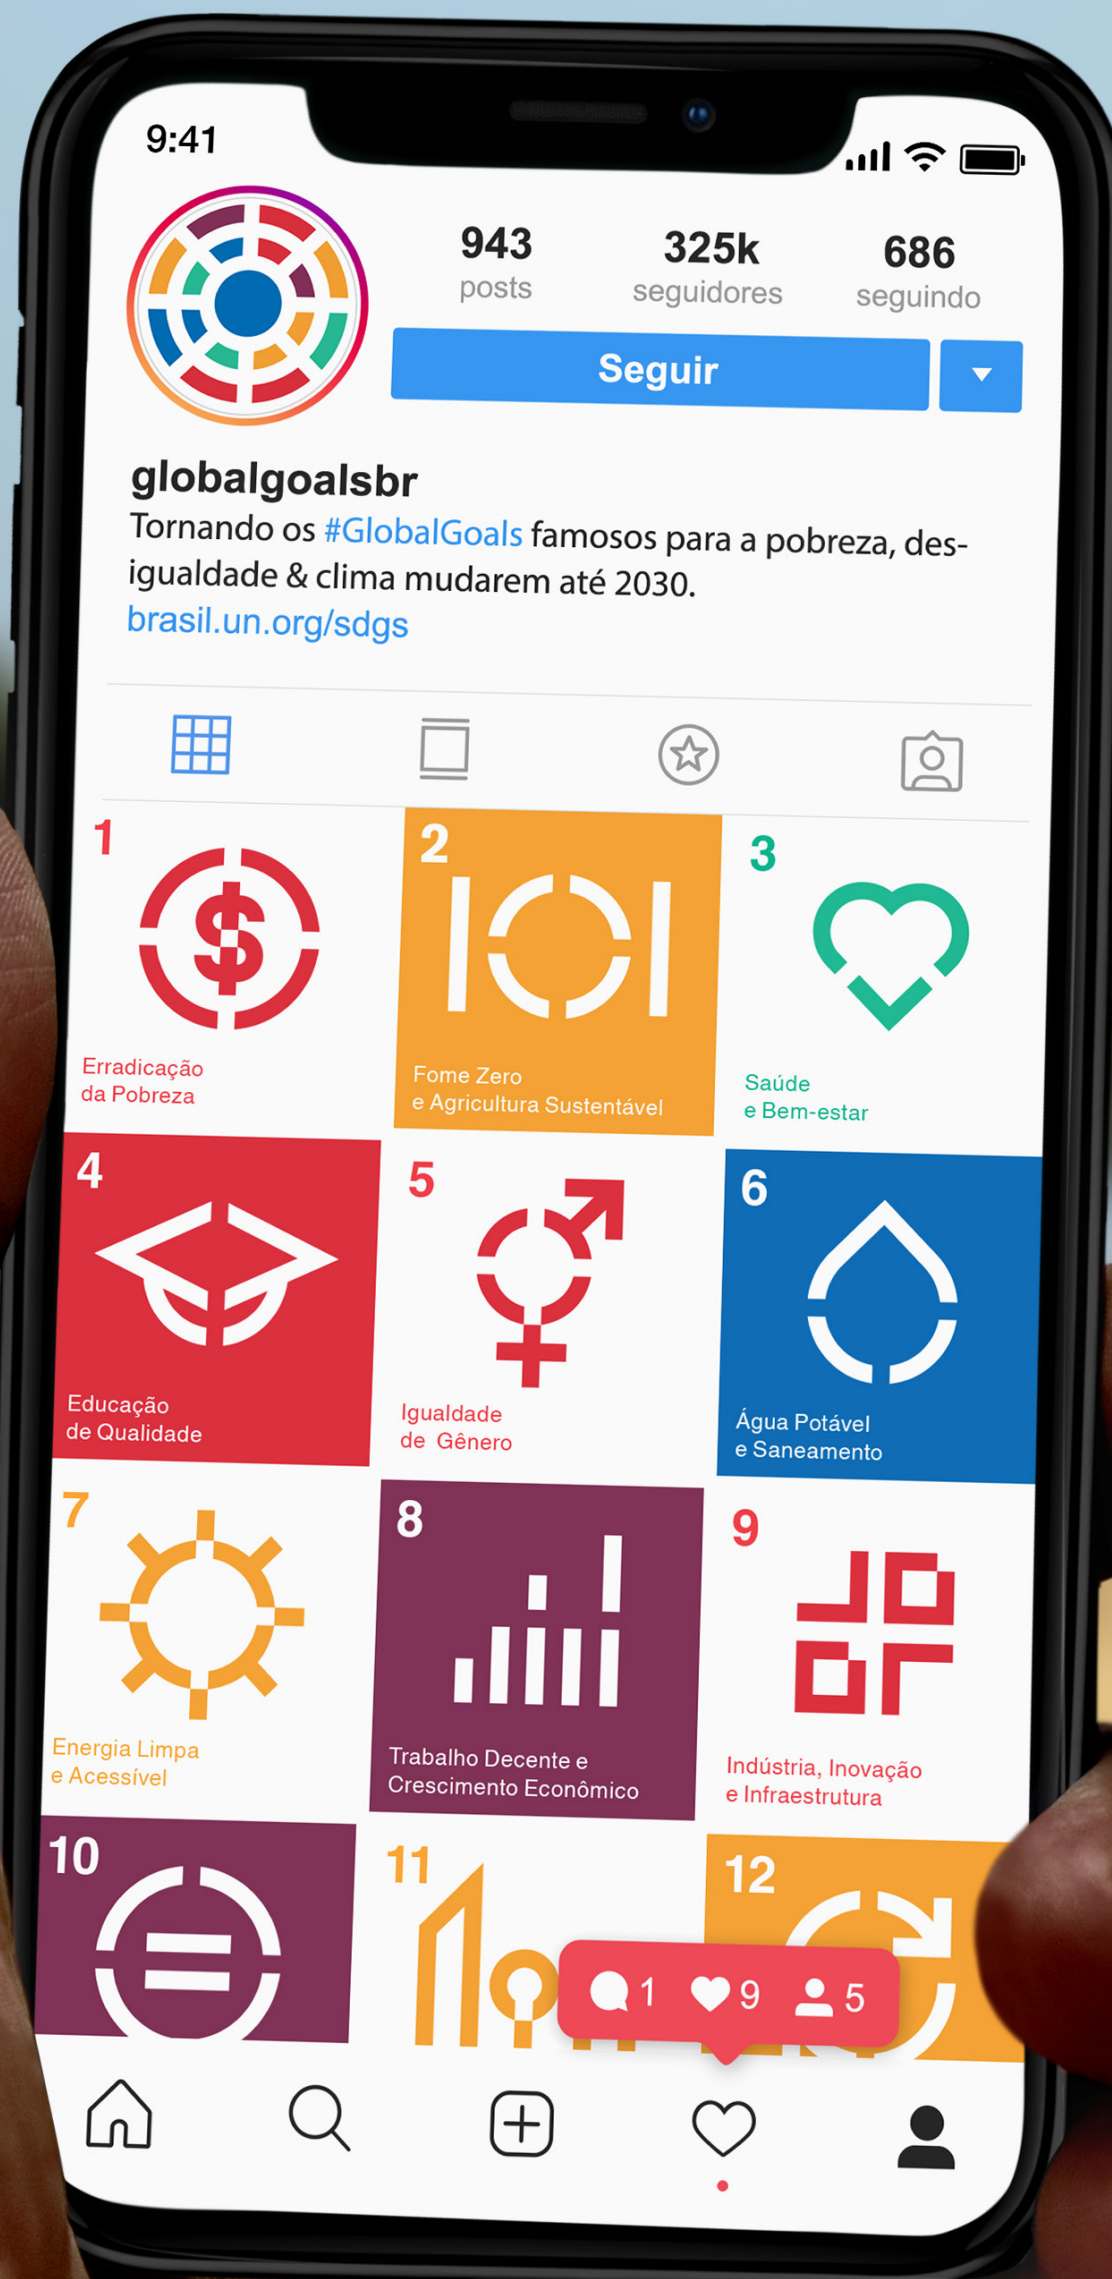 9:41
943 325k 686
posts seguidores seguindo
Seguir
globalgoalsbr
Tornando os #GlobalGoals famosos para a pobreza, des-
igualdade & clima mudarem até 2030.
brasil.un.org/sdgs
1
Erradicação
da Pobreza
2
Fome Zero
e Agricultura Sustentável
3
Saúde
e Bem-estar
4
Educação
de Qualidade
5
Igualdade
de Gênero
6
Água Potável
e Saneamento
7
Energia Limpa
e Acessível
8
Trabalho Decente e
Crescimento Econômico
9
Indústria, Inovação
e Infraestrutura
10
11
12
1 9 5